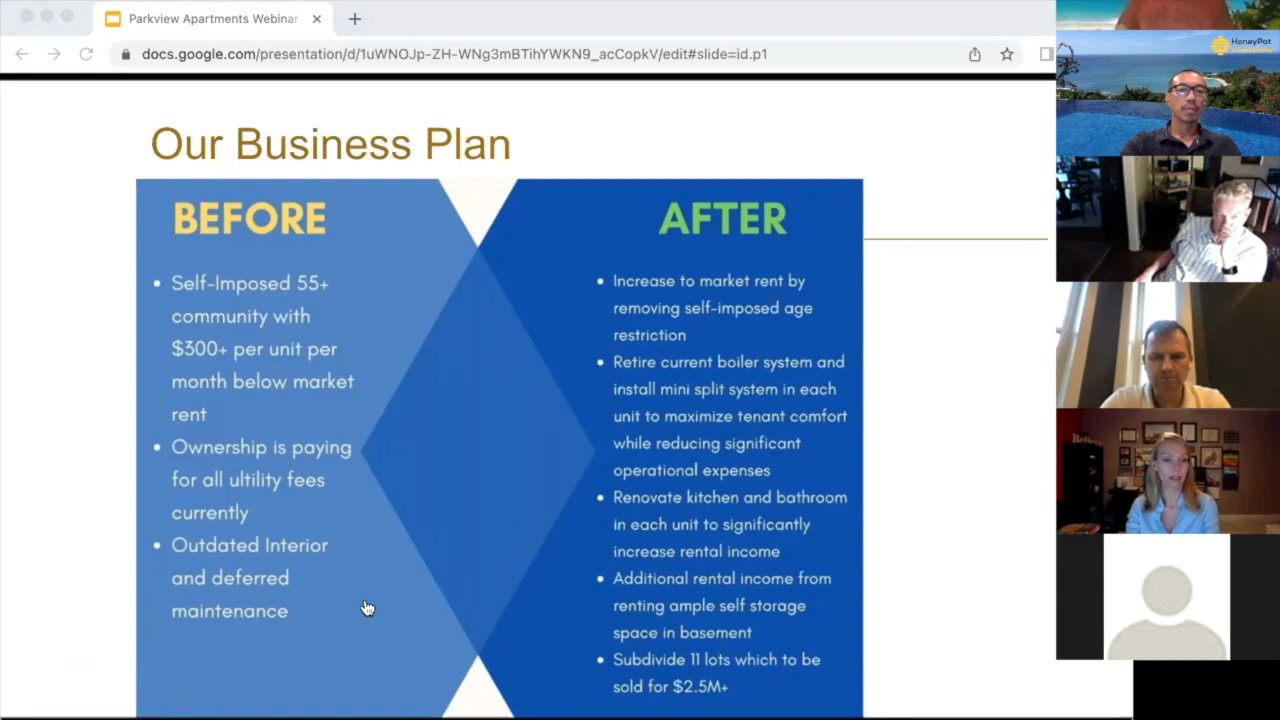 Parkview Apartments Webinar
docs.google.com/presentation/d/1uWNOJp-ZH-WNg3mBTihYWKN9_acCopkV/edit#slide=id.p1
HoneyPot
Our Business Plan
BEFORE
Self-Imposed 55+
community with
$300+ per unit per
month below market
rent
Ownership is paying
for all ultility fees
currently
Outdated Interior
and deferred
maintenance
AFTER
Increase to market rent by
removing self-imposed age
restriction
Retire current boiler system and
install mini split system in each
unit to maximize tenant comfort
while reducing significant
operational expenses
Renovate kitchen and bathroom
in each unit to significantly
increase rental income
Additional rental income from
renting ample self storage
space in basement
Subdivide 11 lots which to be
sold for $2.5M+
Believe